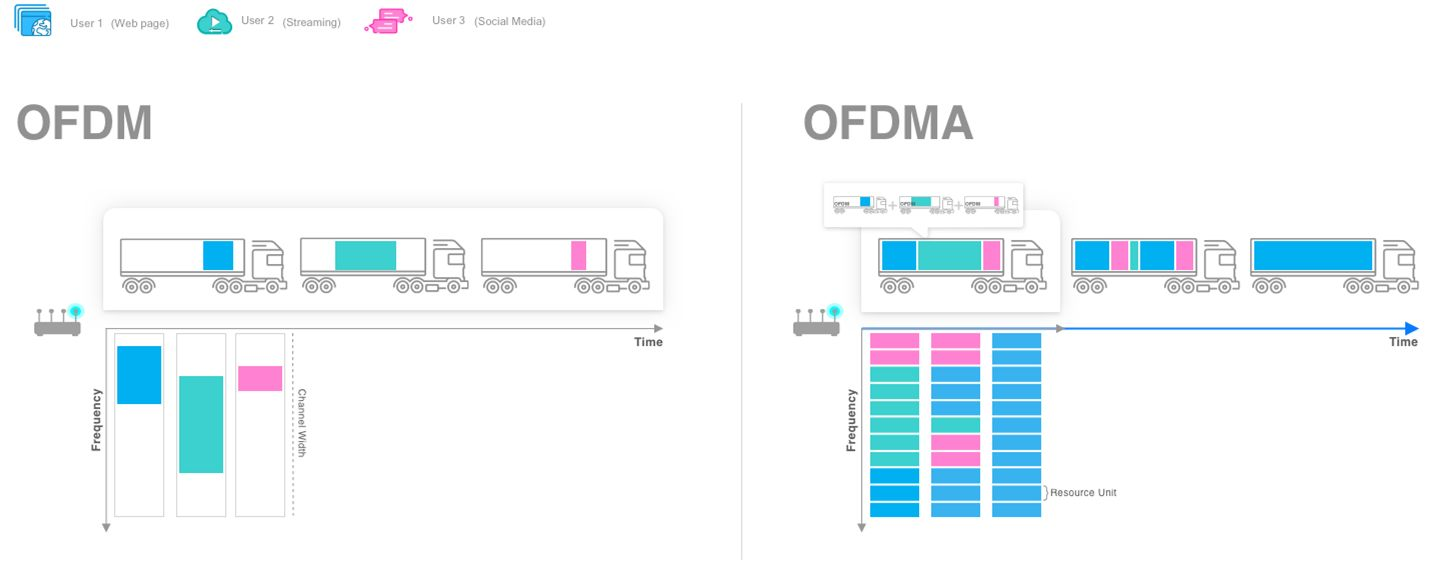 User 1 (Web page)
User 2 (Streaming)
User 3 (Social Media)
OFDM
OFDMA
OFDM
OFDM
OFDM
Time
Frequency
Channel Width
Time
Frequency
Resource Unit